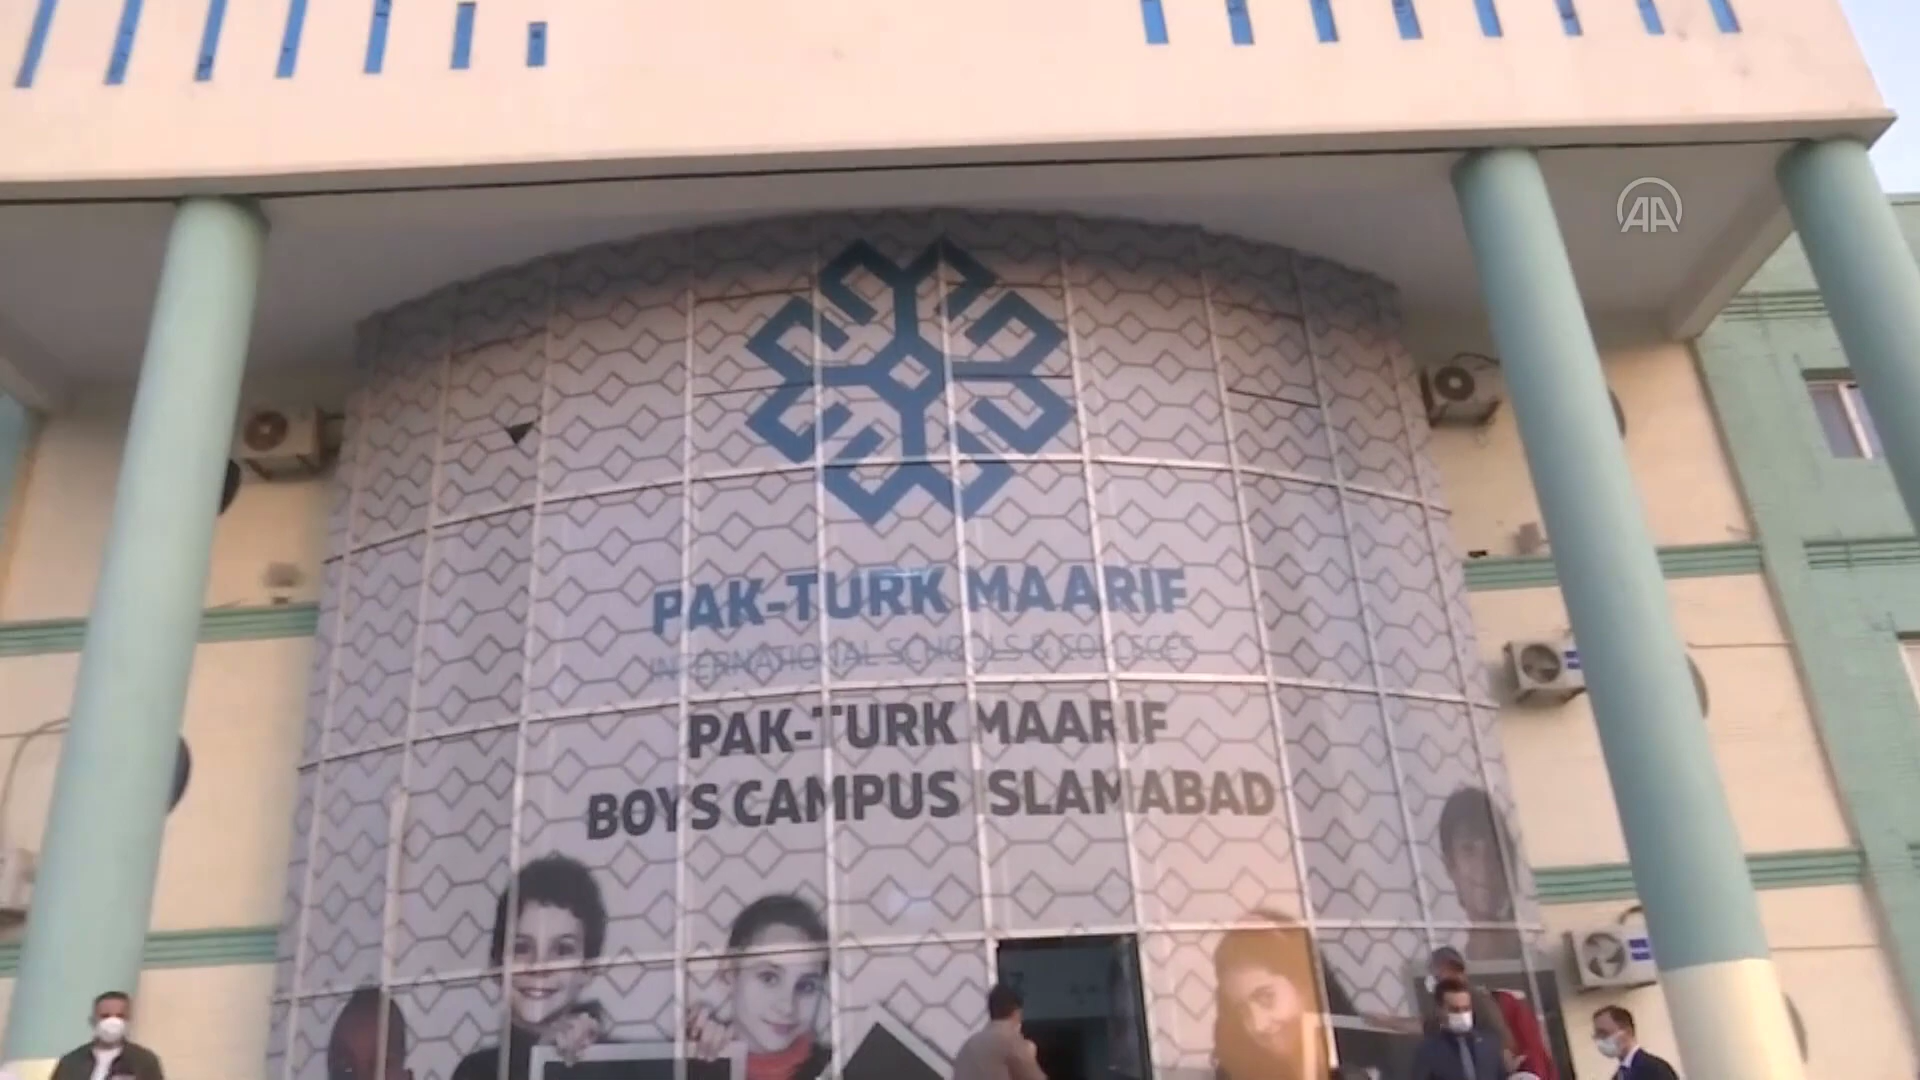 AA
PAK-TURK MAARIF
INTERNATIONAL SCHOOLS & COLLEGES
PAK-TURK MAARIF
BOYS CAMPUS ISLAMABAD